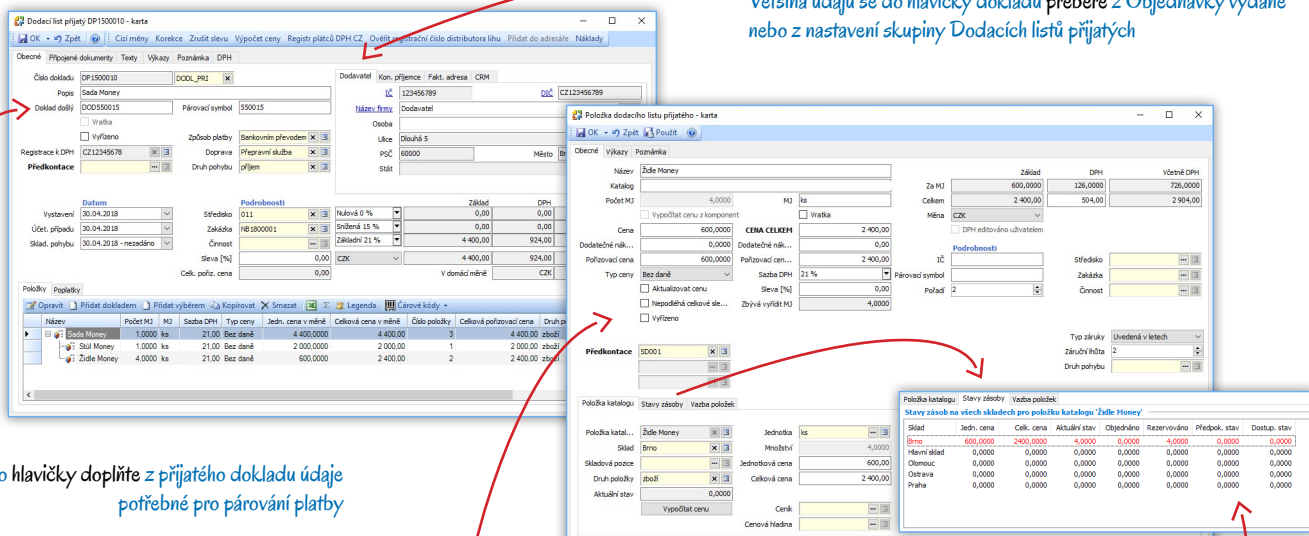 Většina údajů se do hlavičky dokladu přebere z Objednávky vydané
nebo z nastavení skupiny Dodacích listů přijatých
Dodací list přijatý DP1500010 - karta
OK Zpět Cizí měny Korekce Zrušit slevu Výpočet ceny Registr plátců DPH CZ Ověřit registrační číslo distributora lihu Přidat do adresáře Náklady
Obecné Připojené dokumenty Texty Výkazy Poznámka DPH
Číslo dokladu DP1500010 DODL_PRI
Popis Sada Money
Doklad došlý DOD550015 Párovací symbol 550015
Vratka
Vyřízeno Způsob platby Bankovním převodem
Registrace k DPH CZ12345678 Doprava Přepravní služba
Předkontace Druh pohybu příjem
Dodavatel Kon. příjemce Fakt. adresa CRM
IČ 123456789 DIČ CZ123456789
Název firmy Dodavatel
Osoba
Ulice Dlouhá 5
PSČ 60000 Město
Stát
Datum Podrobnosti Základ DPH
Vystavení 30.04.2018 Středisko 011 Nulová 0 % 0,00 0,00
Účet. případu 30.04.2018 Zakázka NB1800001 Snížená 15 % 0,00 0,00
Sklad. pohybu 30.04.2018 - nezadáno Činnost Základní 21 % 4 400,00 924,00
Sleva [%] 0,00 CZK 4 400,00 924,00
Celk. poříz. cena 0,00 V domácí měně CZK
Položky Poplatky
Opravit Přidat dokladem Přidat výběrem Kopírovat Smazat Σ Legenda Čárové kódy
Název Počet MJ MJ Sazba DPH Typ ceny Jedn. cena v měně Celková cena v měně Číslo položky Celková pořizovací cena Druh
Sada Money 1,0000 ks 21,00 Bez daně 4 400,0000 4 400,00 3 4 400,00 zboží
Stůl Money 1,0000 ks 21,00 Bez daně 2 000,0000 2 000,00 1 2 000,00 zboží
Židle Money 4,0000 ks 21,00 Bez daně 600,0000 2 400,00 2 2 400,00 zboží
hlavičky doplňte z přijatého dokladu údaje
potřebné pro párování platby
Položka dodacího listu přijatého - karta
OK Zpět Použít
Obecné Výkazy Poznámka
Název Židle Money
Katalog
Počet MJ 4,0000 MJ ks
Vypočítat cenu z komponent Vratka
Cena 600,0000 CENA CELKEM 2 400,00
Dodatečné nák... 0,0000 Dodatečné nák... 0,00
Pořizovací cena 600,0000 Pořizovací cen... 2 400,00
Typ ceny Bez daně Sazba DPH 21 %
Aktualizovat cenu Sleva [%] 0,00
Nepodléhá celkové sle... Zbývá vyřídit MJ 4,0000
Vyřízeno
Předkontace SD001
Základ DPH Včetně DPH
Za MJ 600,0000 126,0000 726,0000
Celkem 2 400,00 504,00 2 904,00
Měna CZK
DPH editováno uživatelem
Podrobnosti
IČ Středisko
Párovací symbol Zakázka
Pořadí 2 Činnost
Typ záruky Uvedená v letech
Záruční lhůta 2
Druh pohybu
Položka katalogu Stavy zásoby Vazba položek
Položka katal... Židle Money Jednotka ks
Sklad Brno Množství 4,0000
Skladová pozice Jednotková cena 600,00
Druh položky zboží Celková cena 2 400,00
Aktuální stav 0,0000
Vypočítat cenu Ceník
Cenová hladina
Položka katalogu Stavy zásoby Vazba položek
Stavy zásob na všech skladech pro položku katalogu 'Židle Money'
Sklad Jedn. cena Celk. cena Aktuální stav Objednáno Rezervováno Předpok. stav Dostup. stav
Brno 600,0000 2400,0000 4,0000 0,0000 4,0000 0,0000 0,0000
Hlavní sklad 0,0000 0,0000 0,0000 0,0000 0,0000 0,0000 0,0000
Olomouc 0,0000 0,0000 0,0000 0,0000 0,0000 0,0000 0,0000
Ostrava 0,0000 0,0000 0,0000 0,0000 0,0000 0,0000 0,0000
Praha 0,0000 0,0000 0,0000 0,0000 0,0000 0,0000 0,0000